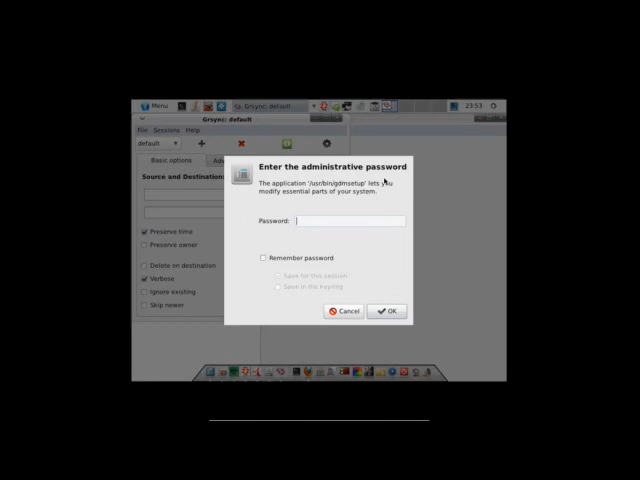 Menu
Grsync: default
23:53
Grsync: default
File Sessions Help
default
Basic options
Source and Destination:
Preserve time
Preserve owner
Delete on destination
Verbose
Ignore existing
Skip newer
Enter the administrative password
The application '/usr/bin/gdmsetup' lets you
modify essential parts of your system.
Password:
Remember password
Save for this session
Save in the keyring
Cancel
OK